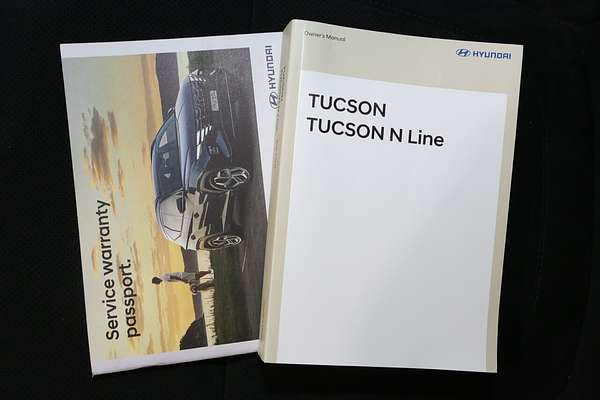 Owner's Manual
HYUNDAI
TUCSON
TUCSON N Line
HYUNDAI
Service warranty
passport.